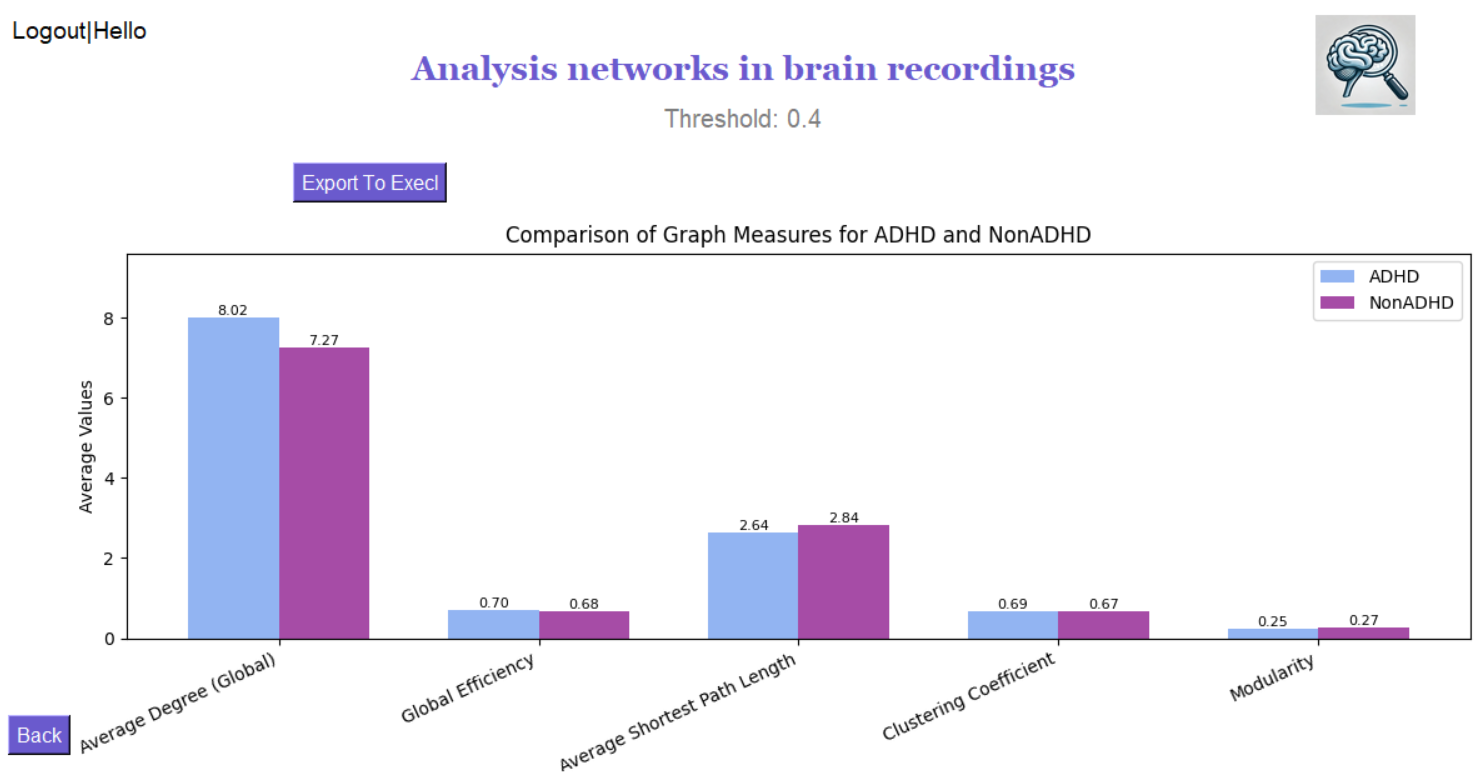 Logout|Hello
Analysis networks in brain recordings
Threshold: 0.4
Export To Execl
Comparison of Graph Measures for ADHD and NonADHD
ADHD
NonADHD
Average Values
8
6
4
2
0
8.02
7.27
0.70
0.68
2.64
2.84
0.69
0.67
0.25
0.27
Average Degree (Global)
Global Efficiency
Average Shortest Path Length
Clustering Coefficient
Modularity
Back